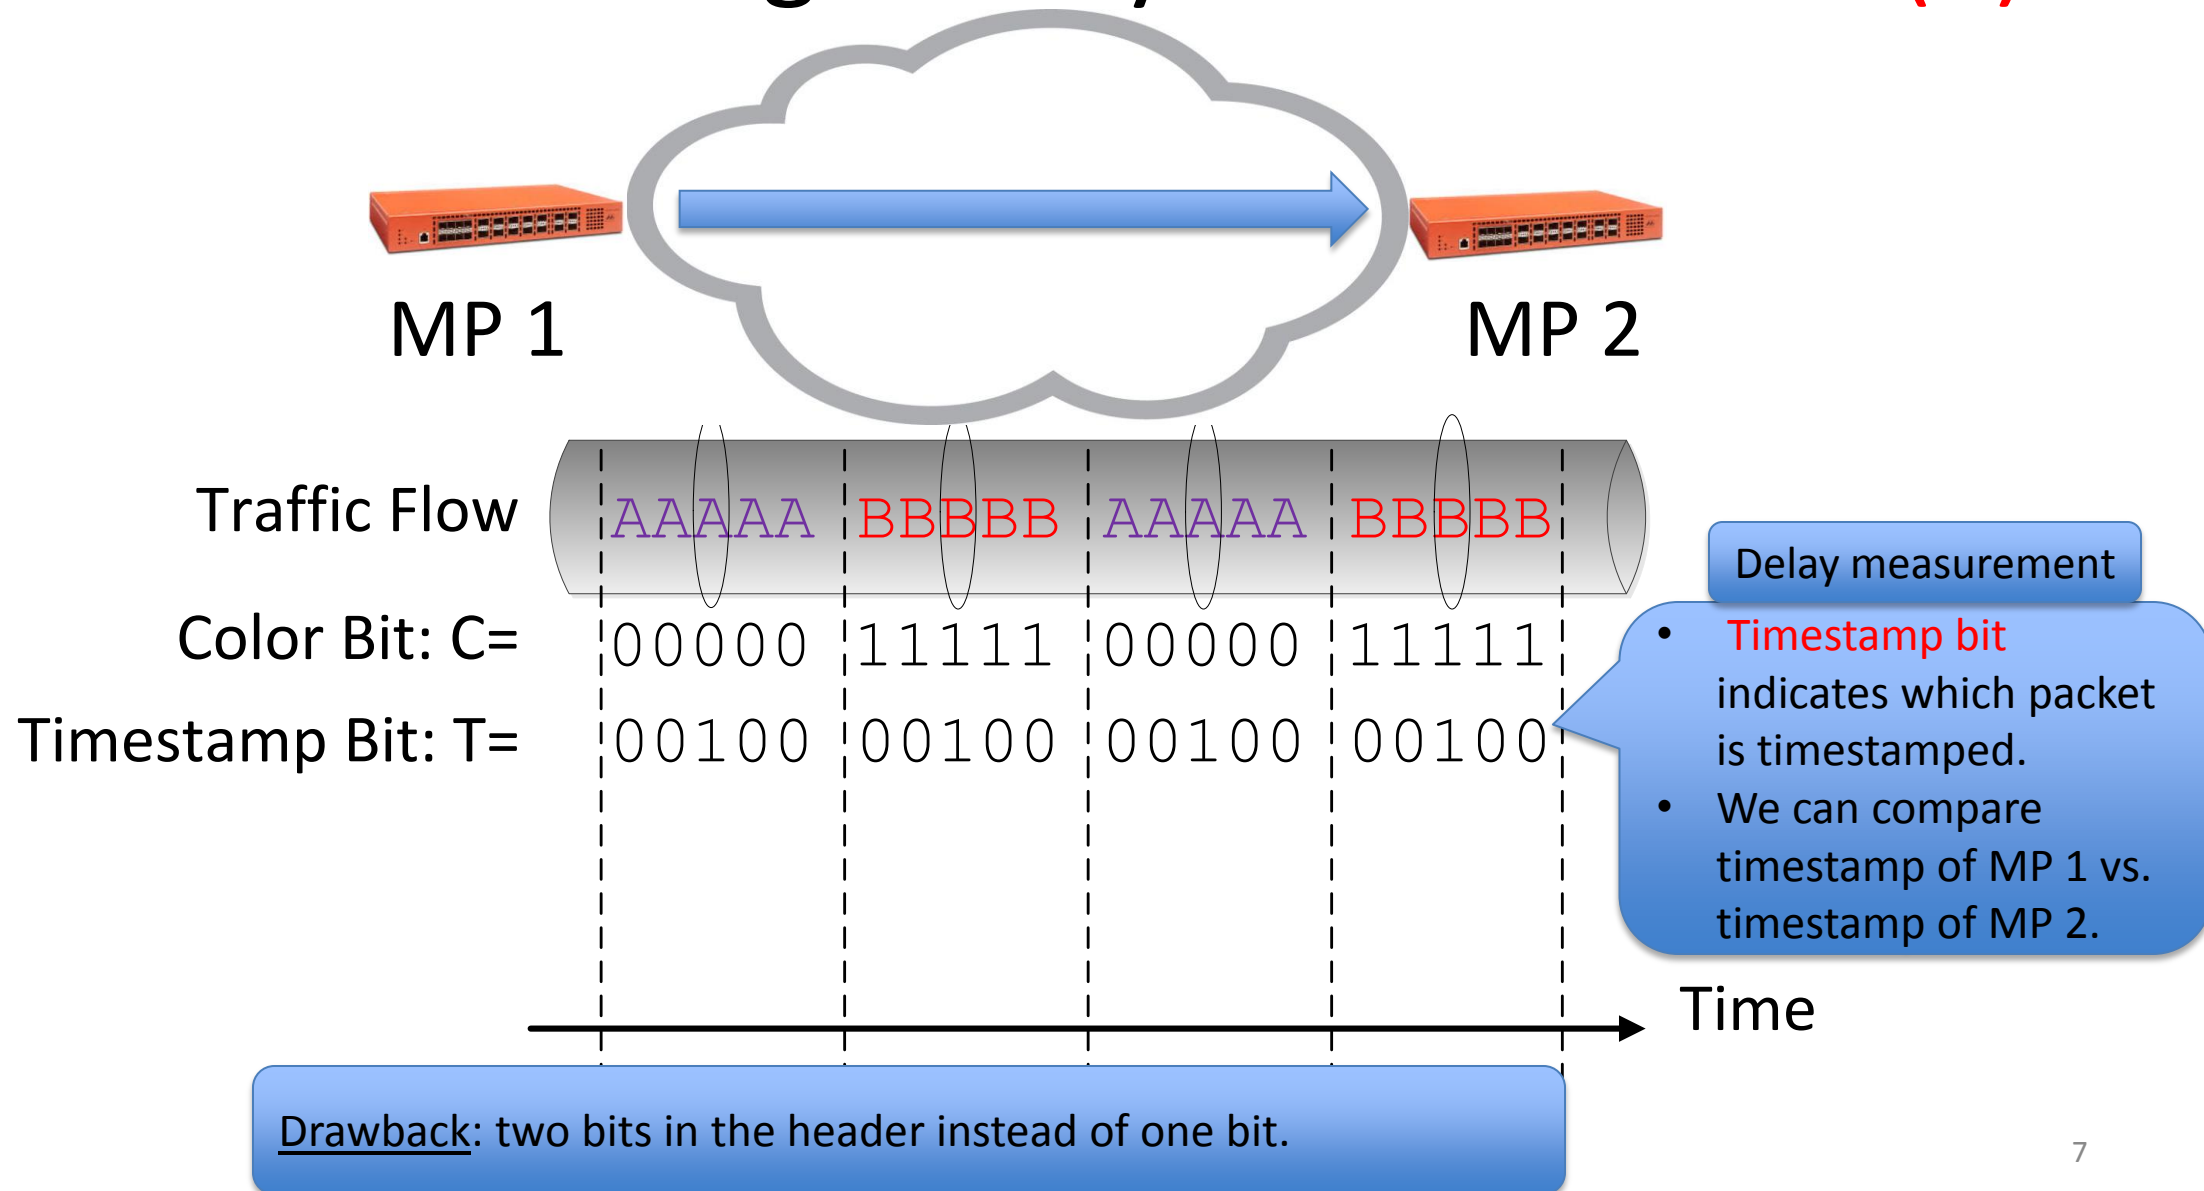 MP 1
MP 2
Traffic Flow
AAAAA BBBBB AAAAA BBBBB
Color Bit: C=
00000 11111 00000 11111
Timestamp Bit: T=
00100 00100 00100 00100
Delay measurement
• Timestamp bit
indicates which packet
is timestamped.
• We can compare
timestamp of MP 1 vs.
timestamp of MP 2.
Time
Drawback: two bits in the header instead of one bit.
7